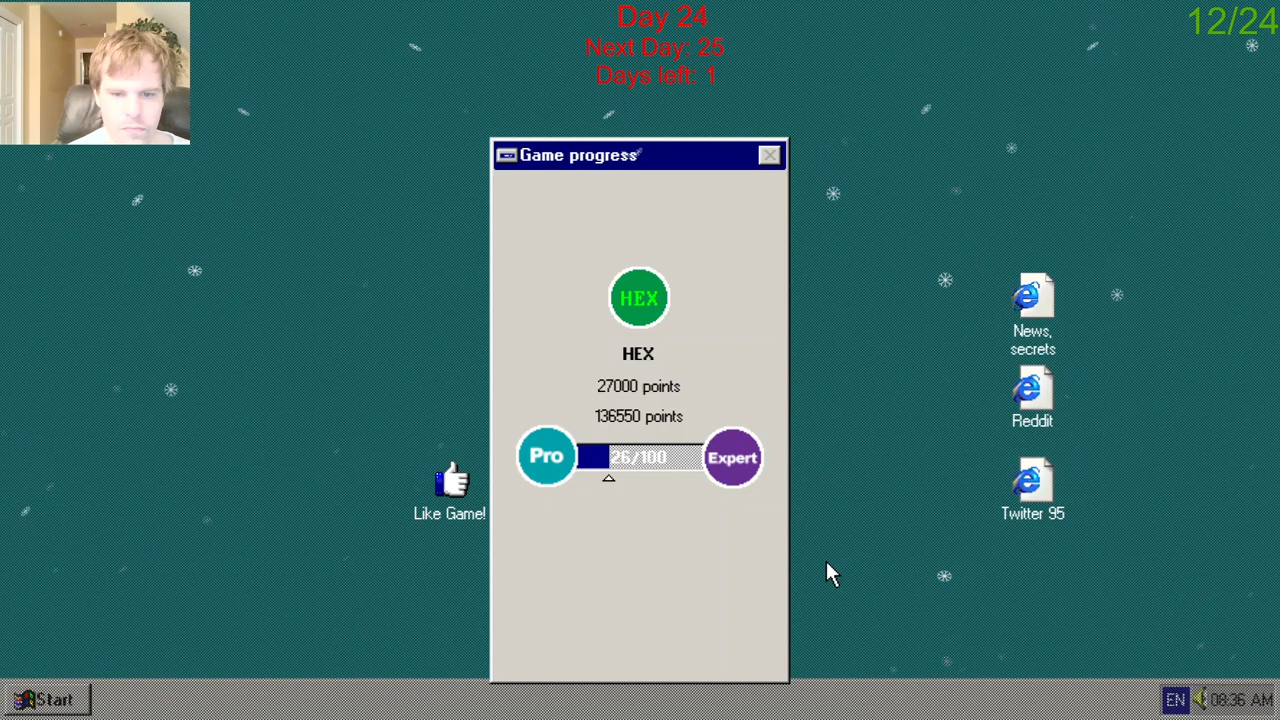 Day 24
Next Day: 25
Days left: 1
12/24
Game progress
HEX
HEX
27000 points
136550 points
Pro
26/100
Expert
News,
secrets
Reddit
Like Game!
Twitter 95
Start
EN
08:36 AM